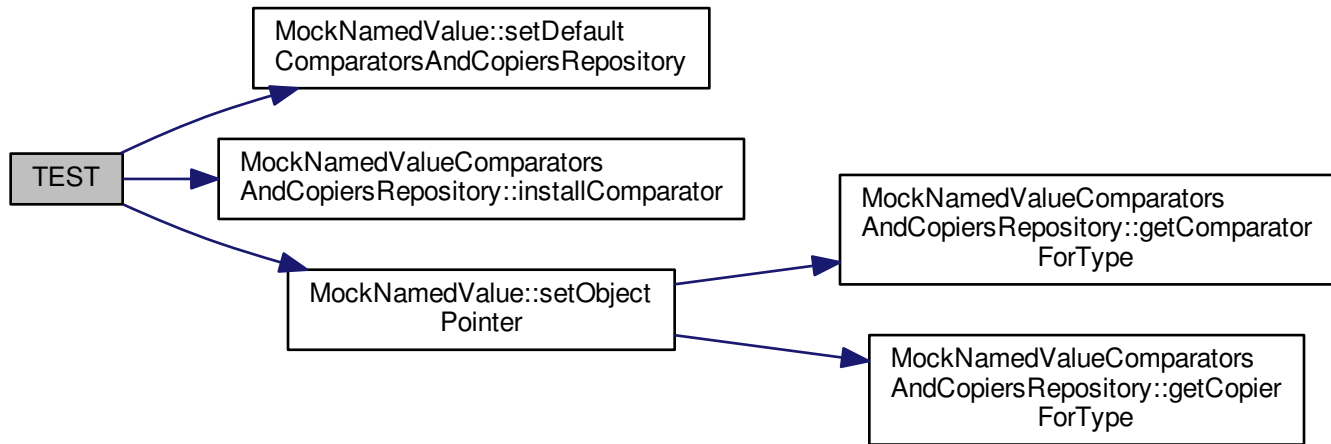 MockNamedValue::setDefault
ComparatorsAndCopiersRepository
TEST
MockNamedValueComparators
AndCopiersRepository::installComparator
MockNamedValue::setObject
Pointer
MockNamedValueComparators
AndCopiersRepository::getComparator
ForType
MockNamedValueComparators
AndCopiersRepository::getCopier
ForType